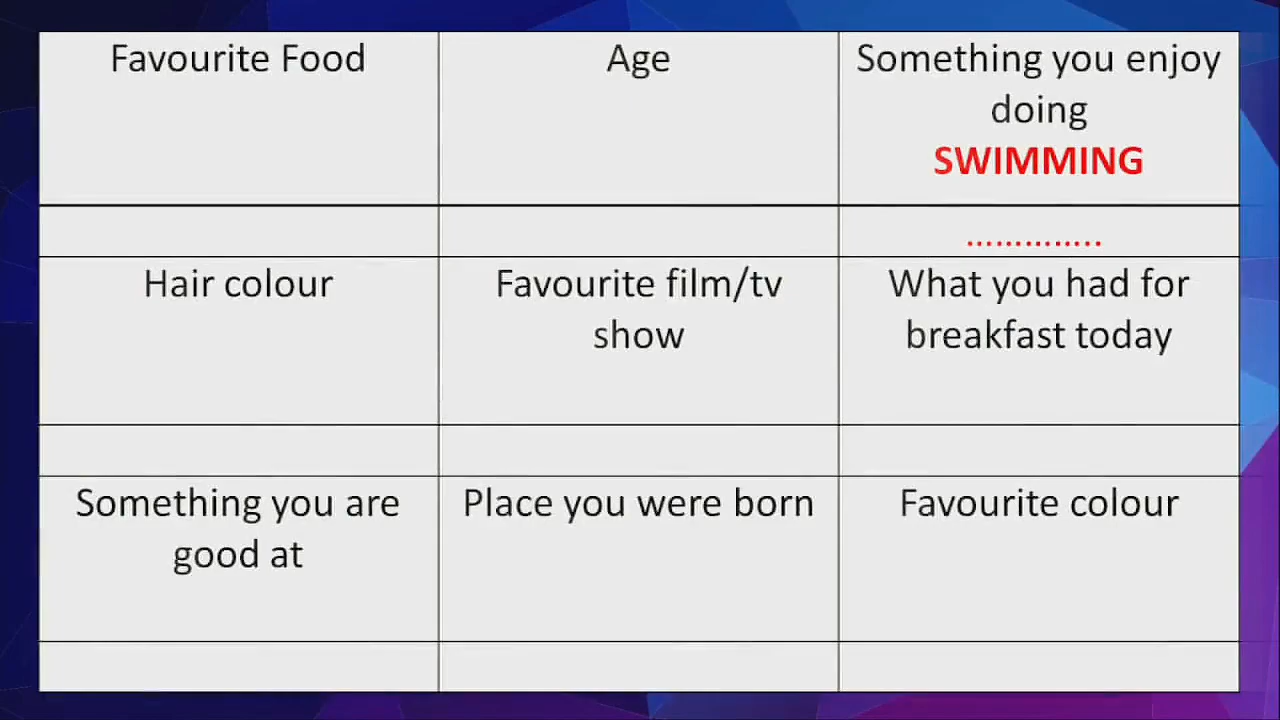 Favourite Food
Age
Something you enjoy
doing
SWIMMING
…………..
Hair colour
Favourite film/tv
show
What you had for
breakfast today
Something you are
good at
Place you were born
Favourite colour